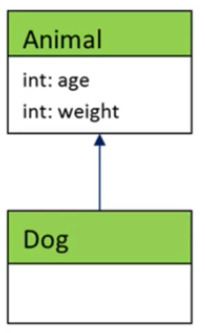 Animal
int: age
int: weight
Dog